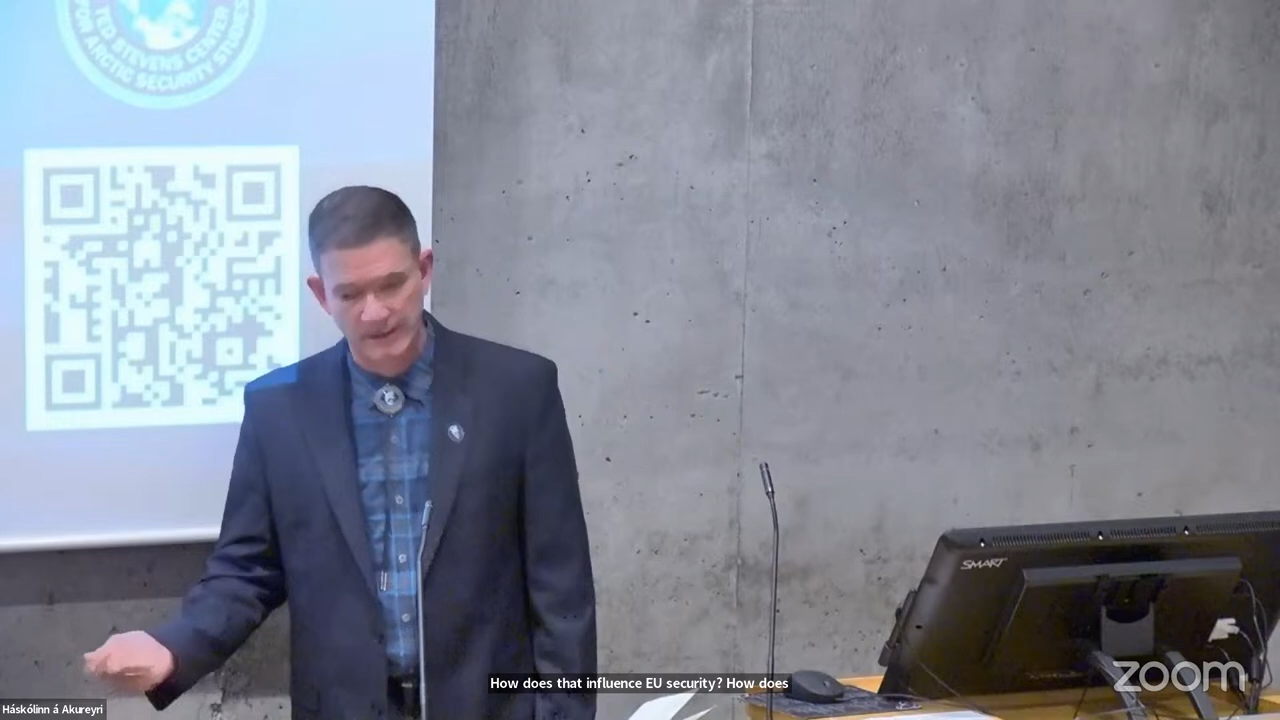 TED STEVENS CENTER
FOR ARCTIC SECURITY STUDIES
SMART
How does that influence EU security? How does
zoom
Háskólinn á Akureyri